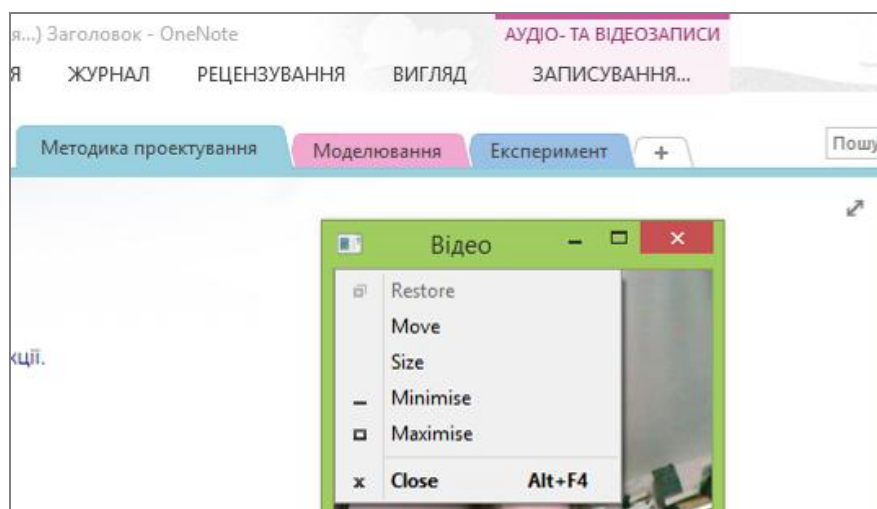 я...) Заголовок - OneNote
АУДІО- ТА ВІДЕОЗАПИСИ
Я ЖУРНАЛ РЕЦЕНЗУВАННЯ ВИГЛЯД ЗАПИСУВАННЯ...
Методика проектування Моделювання Експеримент + Пошу
Відео
Restore
Move
кції.
Size
Minimise
Maximise
Close Alt+F4